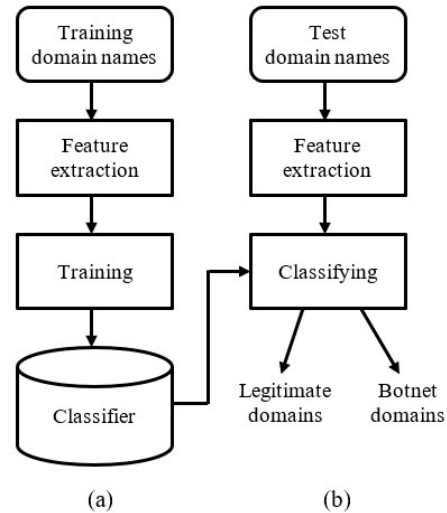 Training
domain names
Feature
extraction
Training
Classifier
(a)
Test
domain names
Feature
extraction
Classifying
Legitimate
domains
Botnet
domains
(b)